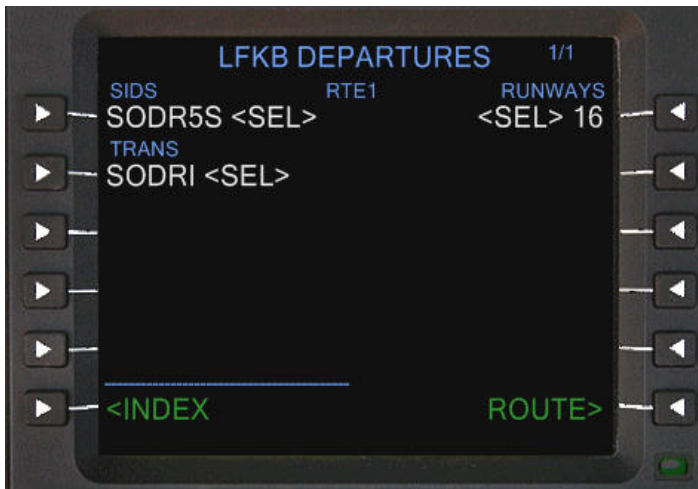 LFKB DEPARTURES 1/1
SIDS RTE1 RUNWAYS
SODR5S <SEL> <SEL> 16
TRANS
SODRI <SEL>
<INDEX ROUTE>